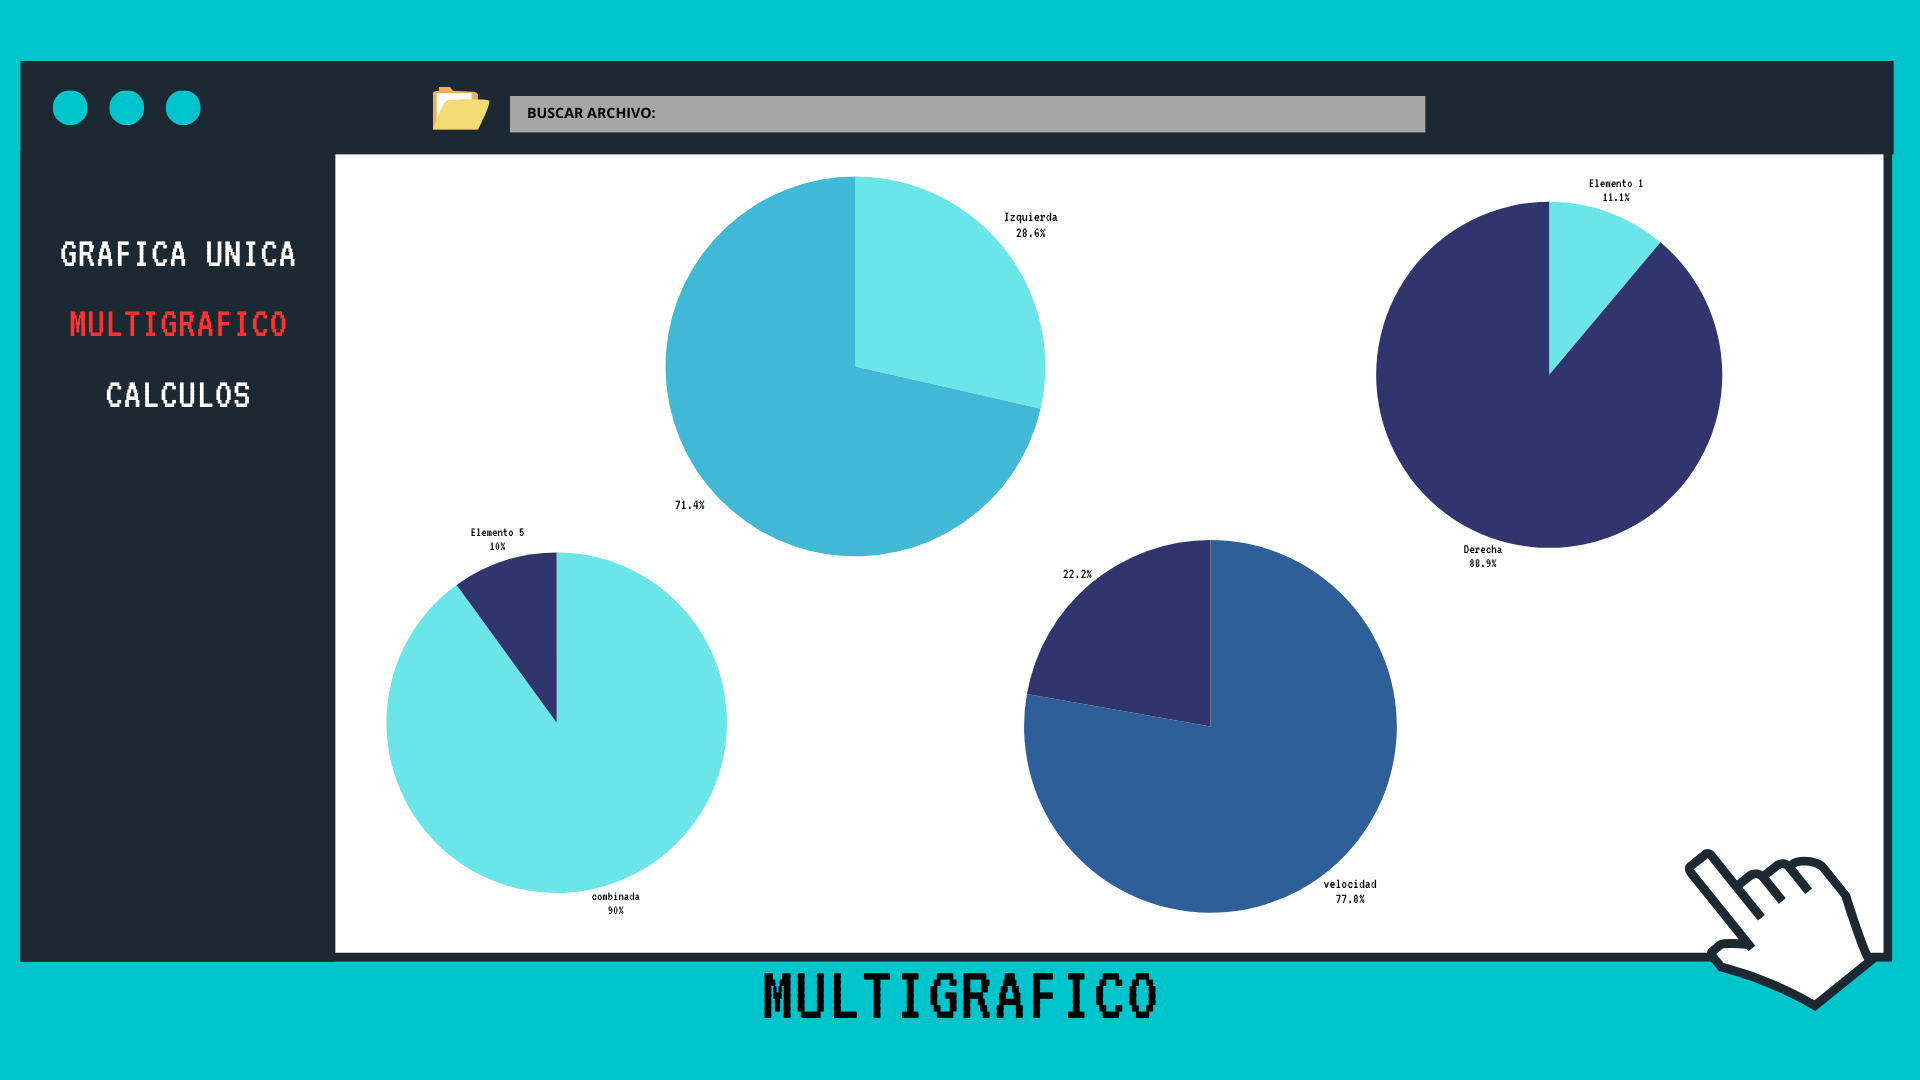 BUSCAR ARCHIVO:
GRAFICA UNICA
MULTIGRAFICO
CALCULOS
Izquierda
28.6%
71.4%
Elemento 1
11.1%
Derecha
88.9%
Elemento 5
10%
combinada
90%
22.2%
velocidad
77.8%
MULTIGRAFICO